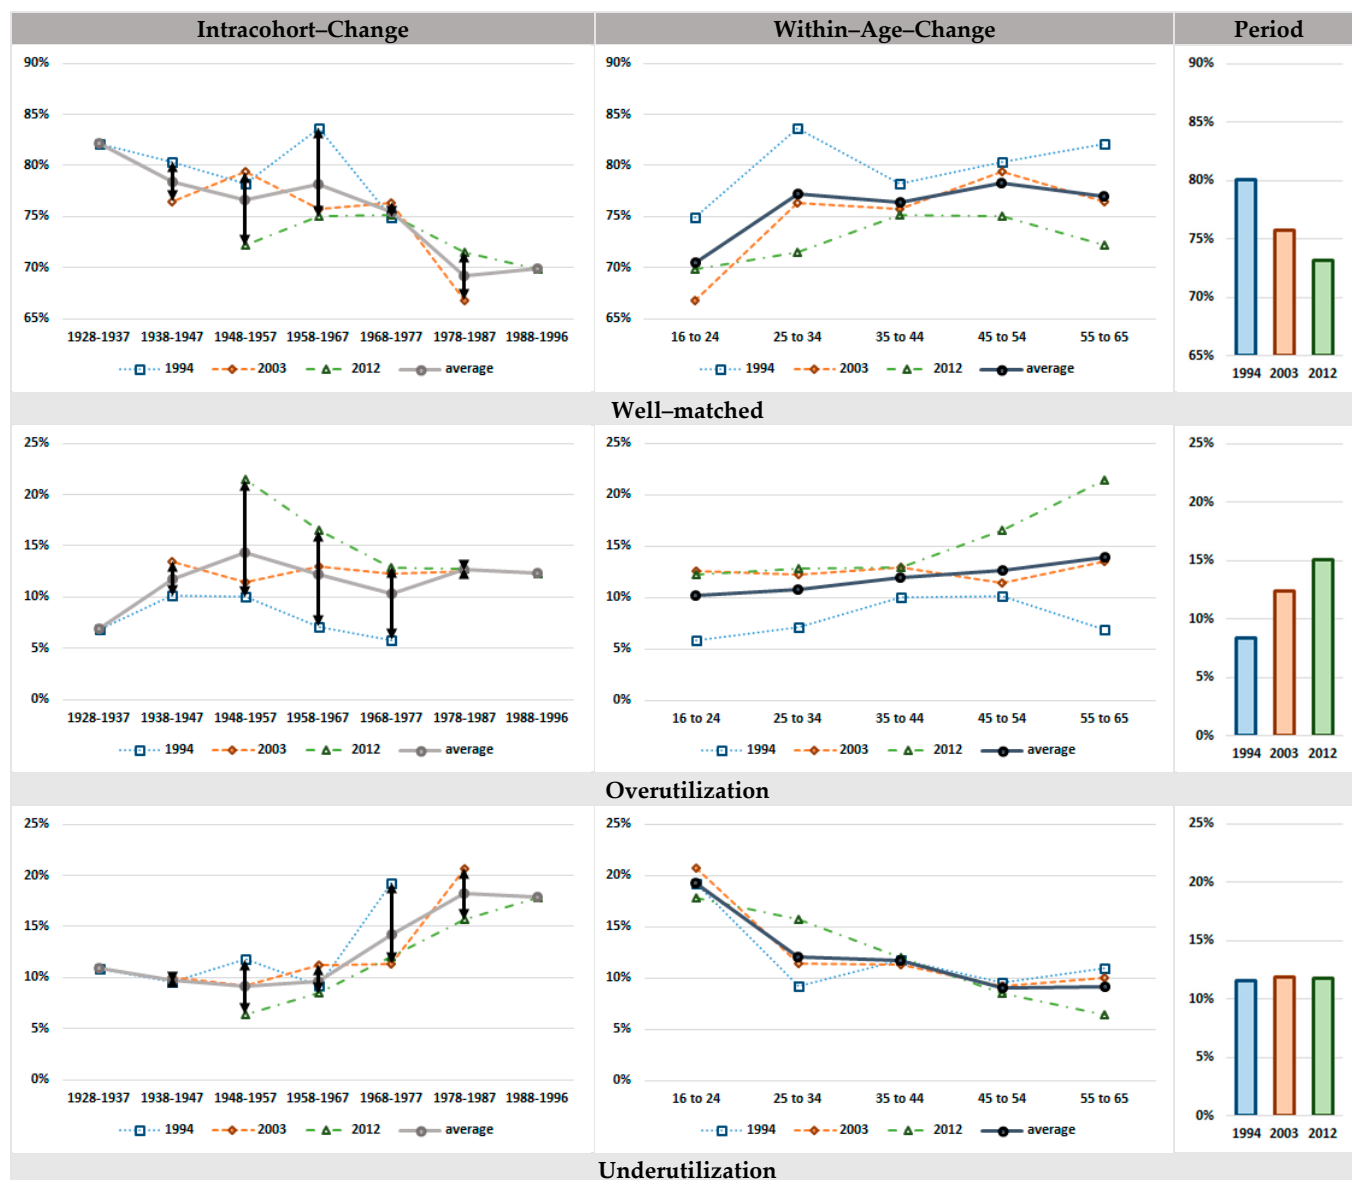 Intracohort–Change
Within–Age–Change
Period
90%
85%
80%
75%
70%
65%
1928-1937 1938-1947 1948-1957 1958-1967 1968-1977 1978-1987 1988-1996
1994 2003 2012 average
90%
85%
80%
75%
70%
65%
16 to 24 25 to 34 35 to 44 45 to 54 55 to 65
1994 2003 2012 average
90%
85%
80%
75%
70%
65%
1994 2003 2012
Well–matched
25%
20%
15%
10%
5%
0%
1928-1937 1938-1947 1948-1957 1958-1967 1968-1977 1978-1987 1988-1996
1994 2003 2012 average
25%
20%
15%
10%
5%
0%
16 to 24 25 to 34 35 to 44 45 to 54 55 to 65
1994 2003 2012 average
25%
20%
15%
10%
5%
0%
1994 2003 2012
Overutilization
25%
20%
15%
10%
5%
0%
1928-1937 1938-1947 1948-1957 1958-1967 1968-1977 1978-1987 1988-1996
1994 2003 2012 average
25%
20%
15%
10%
5%
0%
16 to 24 25 to 34 35 to 44 45 to 54 55 to 65
1994 2003 2012 average
25%
20%
15%
10%
5%
0%
1994 2003 2012
Underutilization